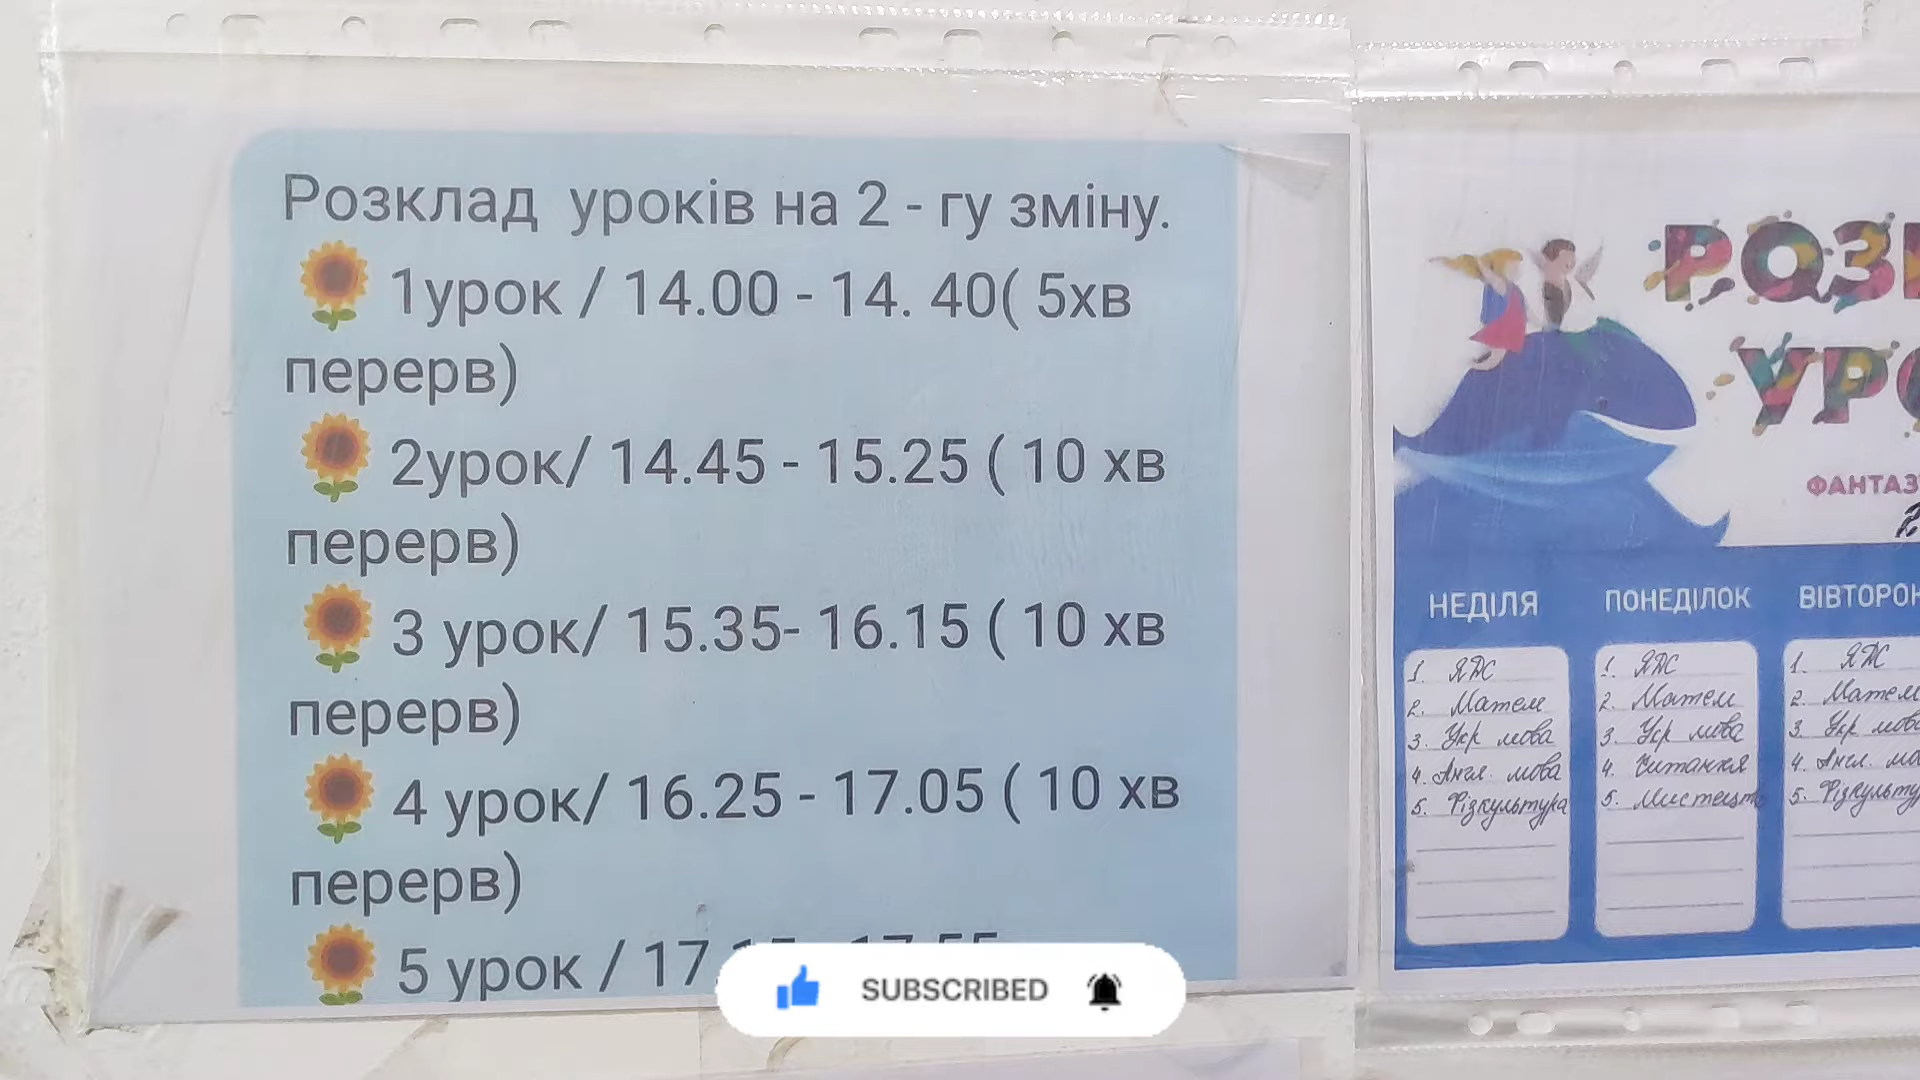 Розклад уроків на 2 - гу зміну.
🌻 1урок / 14.00 - 14. 40( 5хв
перерв)
🌻 2урок/ 14.45 - 15.25 ( 10 хв
перерв)
🌻 3 урок/ 15.35- 16.15 ( 10 хв
перерв)
🌻 4 урок/ 16.25 - 17.05 ( 10 хв
перерв)
🌻 5 урок / 17
SUBSCRIBED
НЕДІЛЯ
1. ЯДС
2. Матем
3. Укр мова
4. Англ. мова
5. Фізкультура
ПОНЕДІЛОК
1. ЯДС
2. Матем
3. Укр мова
4. Читання
5. Мистецтв
ВІВТОРОК
1. ЯДС
2. Матем
3. Укр мова
4. Англ. мо
5. Фізкульту